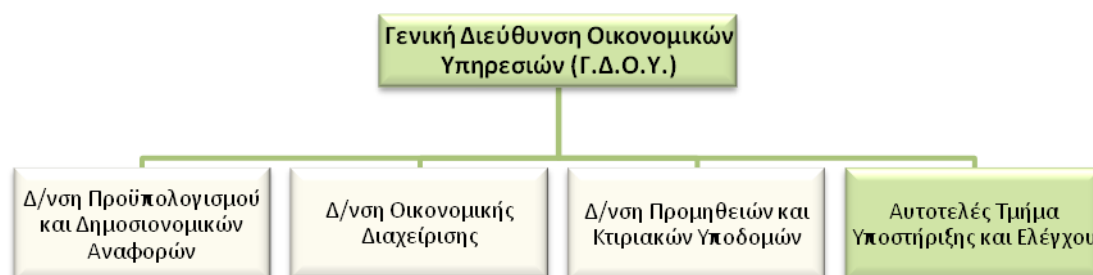 Γενική Διεύθυνση Οικονομικών
Υπηρεσιών (Γ.Δ.Ο.Υ.)
Δ/νση Προϋπολογισμού
και Δημοσιονομικών
Αναφορών
Δ/νση Οικονομικής
Διαχείρισης
Δ/νση Προμηθειών και
Κτιριακών Υποδομών
Αυτοτελές Τμήμα
Υποστήριξης και Ελέγχου